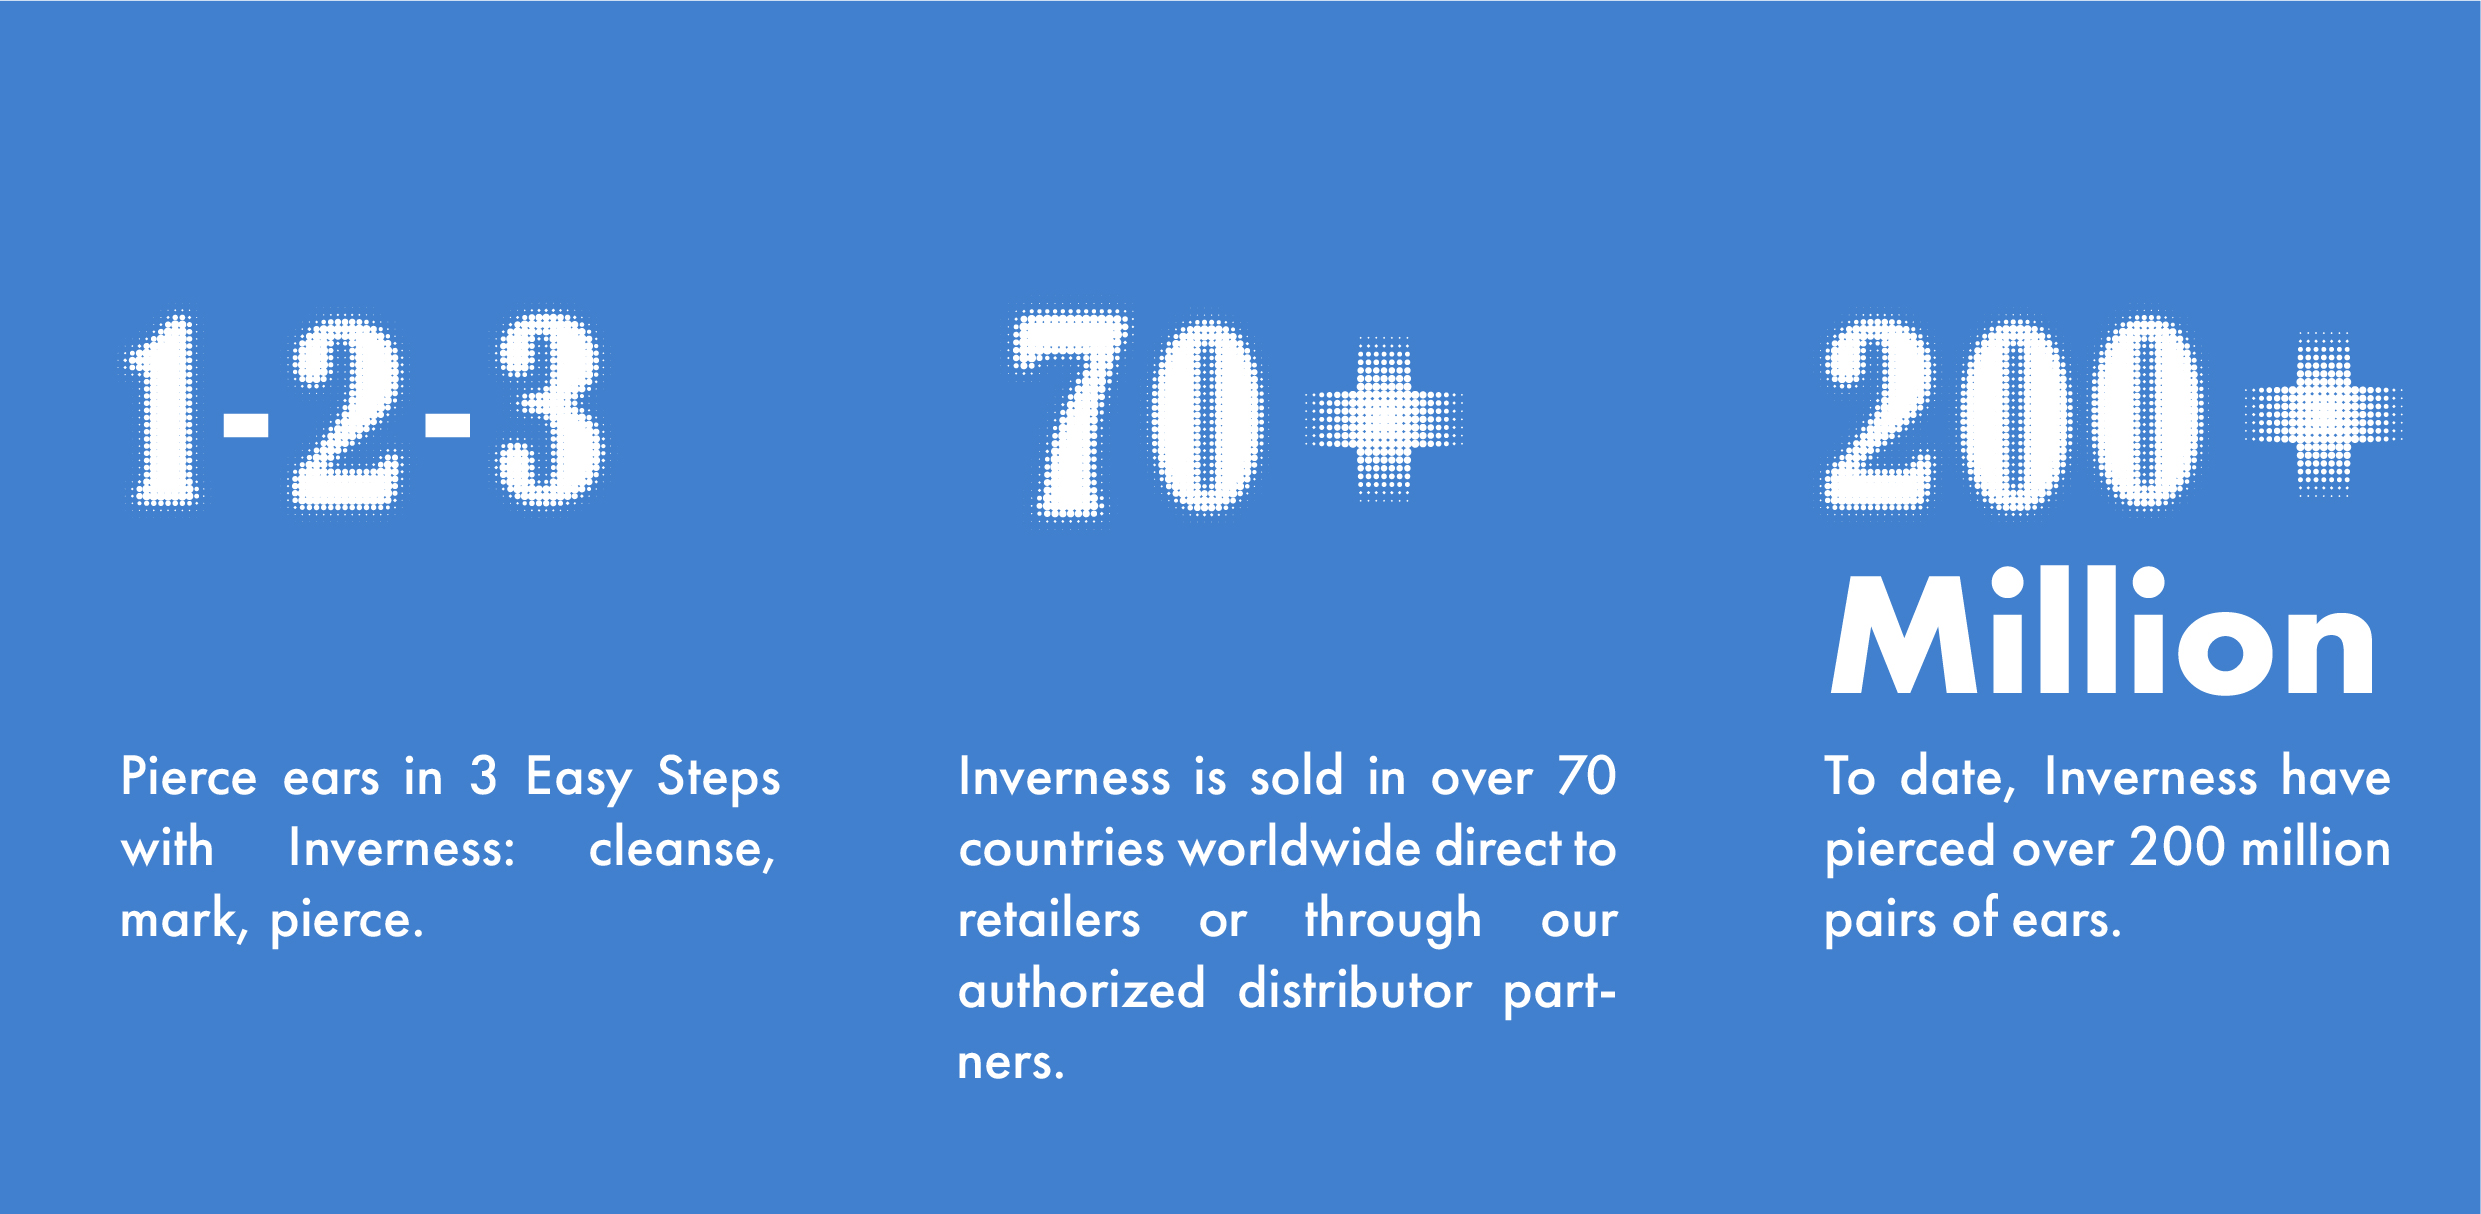 1-2-3
Pierce ears in 3 Easy Steps
with Inverness: cleanse,
mark, pierce.
70+
Inverness is sold in over 70
countries worldwide direct to
retailers or through our
authorized distributor part-
ners.
200+
Million
To date, Inverness have
pierced over 200 million
pairs of ears.